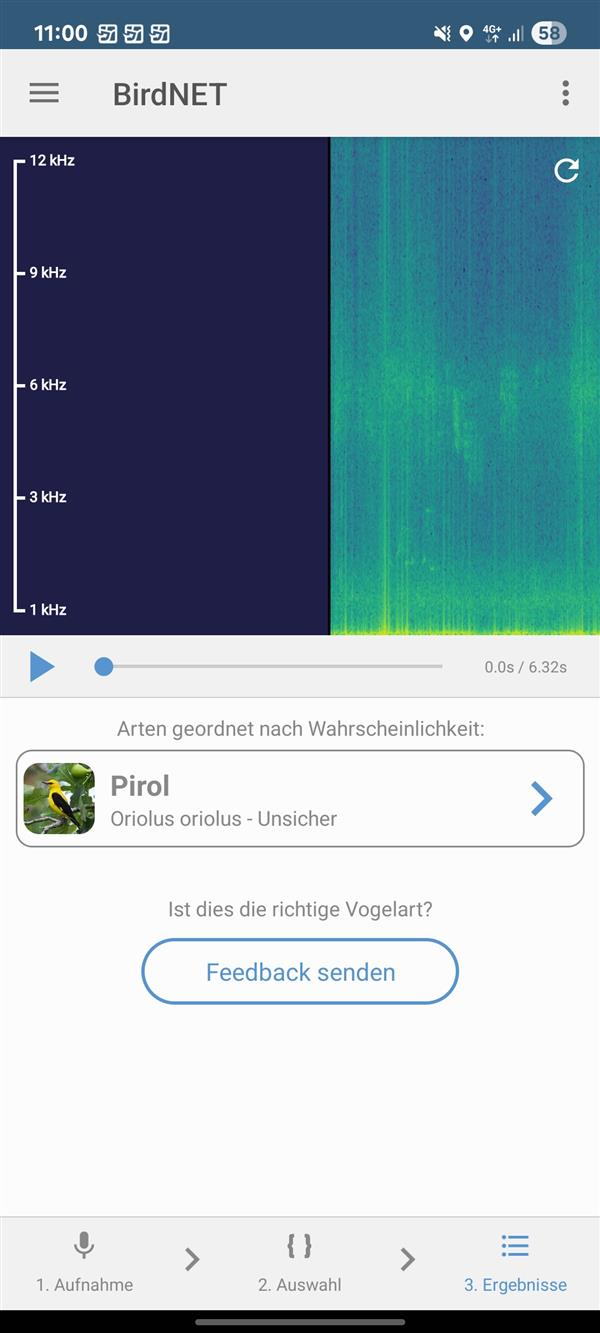 11:00
4G+
58
BirdNET
12 kHz
9 kHz
6 kHz
3 kHz
1 kHz
0.0s / 6.32s
Arten geordnet nach Wahrscheinlichkeit:
Pirol
Oriolus oriolus - Unsicher
Ist dies die richtige Vogelart?
Feedback senden
1. Aufnahme
2. Auswahl
3. Ergebnisse